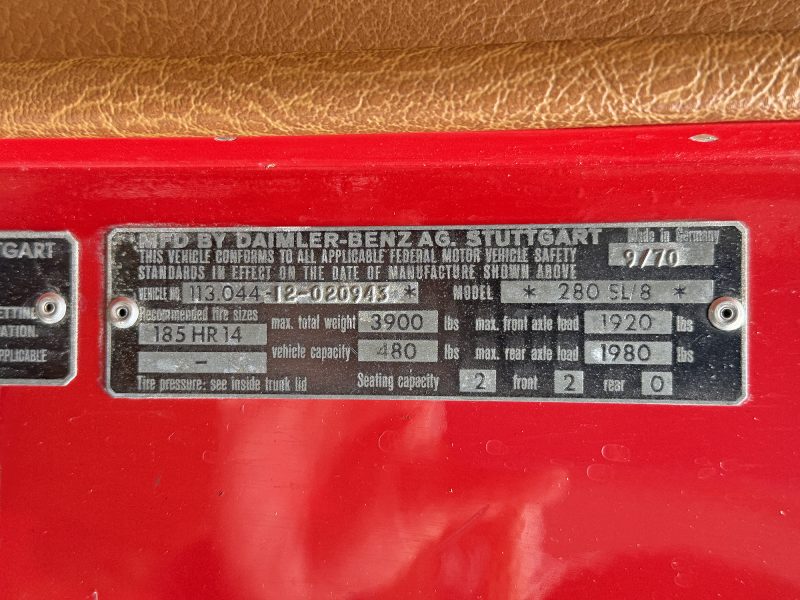 TGART
ETTING
RATION.
APPLICABLE
MFD BY DAIMLER-BENZ AG. STUTTGART Made in Germany
THIS VEHICLE CONFORMS TO ALL APPLICABLE FEDERAL MOTOR VEHICLE SAFETY 9/70
STANDARDS IN EFFECT ON THE DATE OF MANUFACTURE SHOWN ABOVE
VEHICLE NO. 113.044-12-020943 * MODEL * 280 SL/8 *
Recommended tire sizes
185 HR 14 max. total weight 3900 lbs max. front axle load 1920 lbs
– vehicle capacity 480 lbs max. rear axle load 1980 lbs
Tire pressure: see inside trunk lid Seating capacity 2 front 2 rear 0